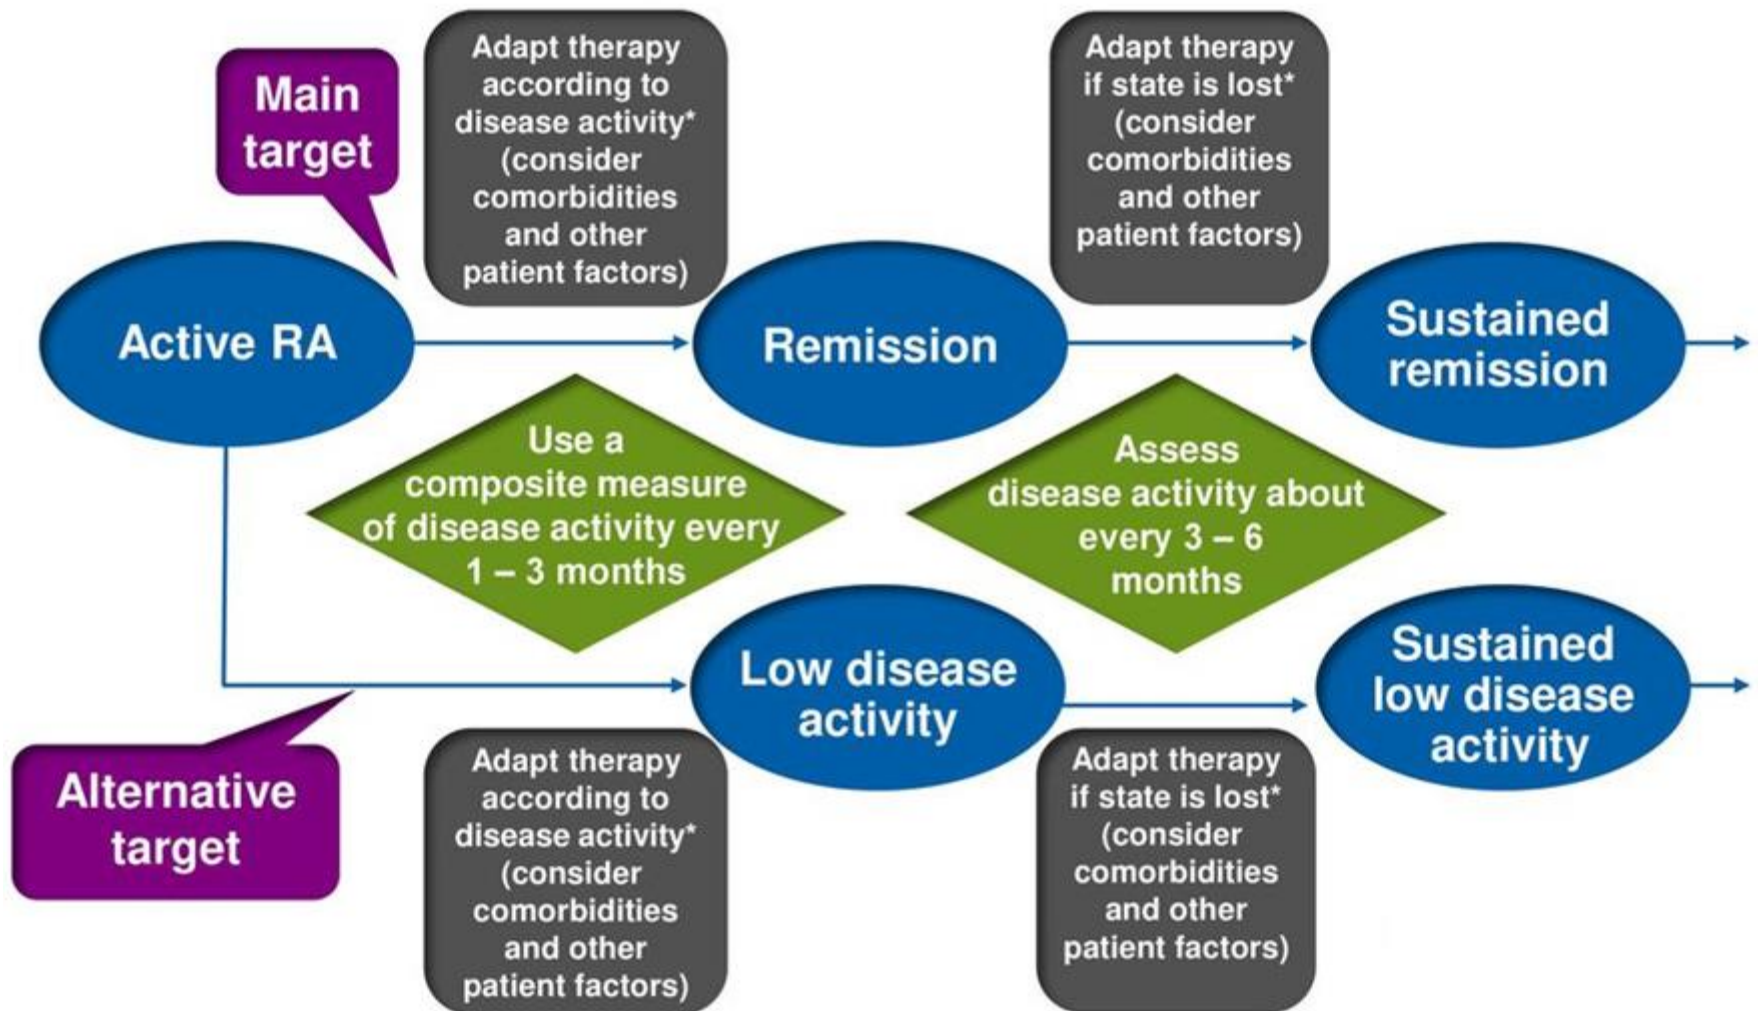 Main
target
Adapt therapy
according to
disease activity*
(consider
comorbidities
and other
patient factors)
Adapt therapy
if state is lost*
(consider
comorbidities
and other
patient factors)
Active RA
Remission
Sustained
remission
Use a
composite measure
of disease activity every
1 – 3 months
Assess
disease activity about
every 3 – 6
months
Low disease
activity
Sustained
low disease
activity
Alternative
target
Adapt therapy
according to
disease activity*
(consider
comorbidities
and other
patient factors)
Adapt therapy
if state is lost*
(consider
comorbidities
and other
patient factors)